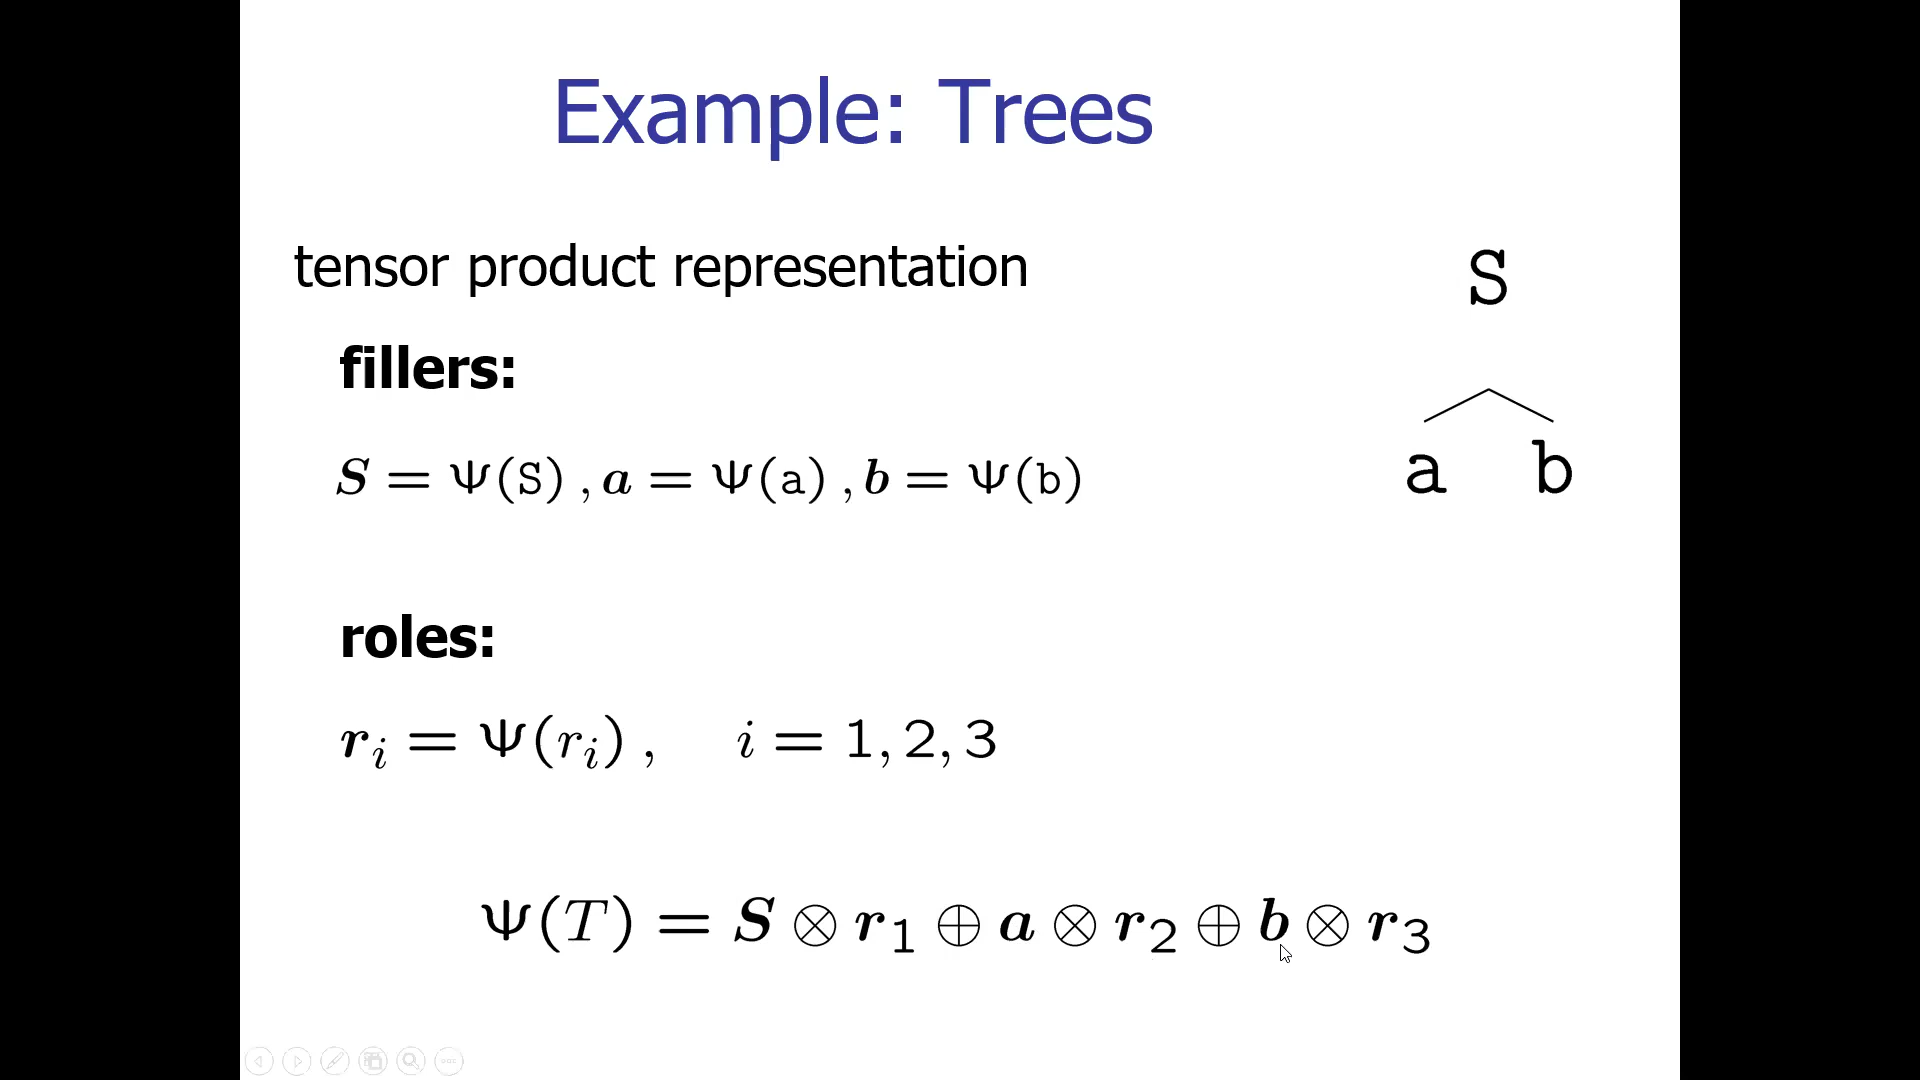 Example: Trees
tensor product representation
S
fillers:
a b
S = Ψ(S) , a = Ψ(a) , b = Ψ(b)
roles:
r_i = Ψ(r_i) , i = 1, 2, 3
Ψ(T) = S ⊗ r_1 ⊕ a ⊗ r_2 ⊕ b ⊗ r_3